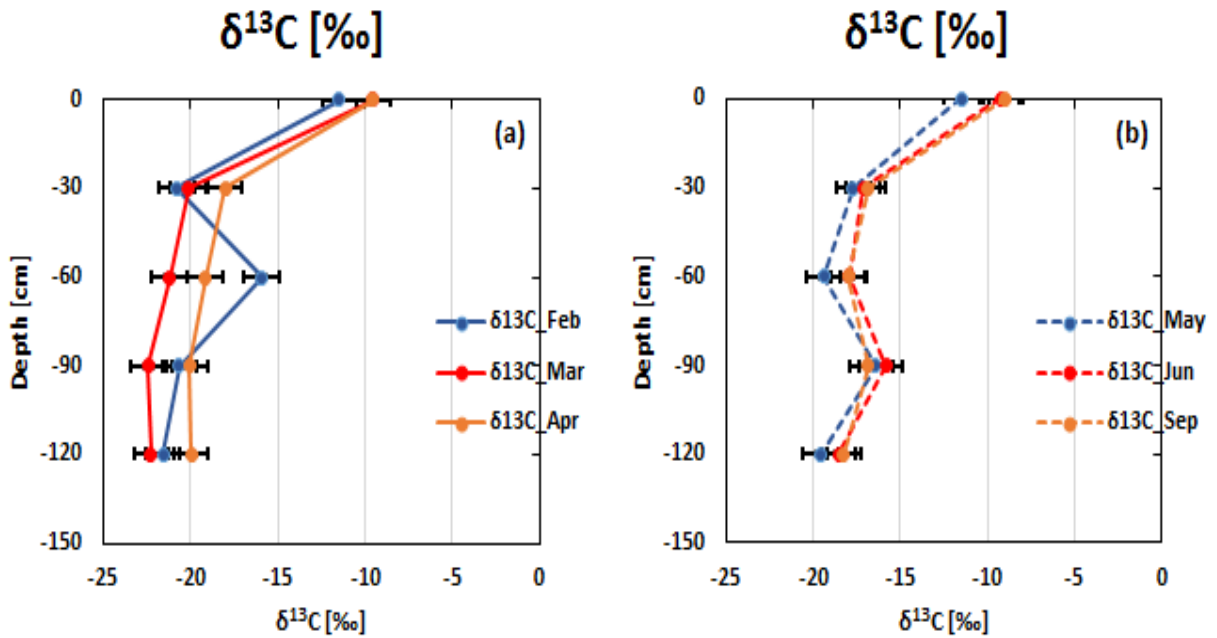 δ¹³C [‰]
0
-30
-60
-90
-120
-150
Depth [cm]
(a)
δ13C_Feb
δ13C_Mar
δ13C_Apr
-25 -20 -15 -10 -5 0
δ¹³C [‰]
δ¹³C [‰]
0
-30
-60
-90
-120
-150
Depth [cm]
(b)
δ13C_May
δ13C_Jun
δ13C_Sep
-25 -20 -15 -10 -5 0
δ¹³C [‰]